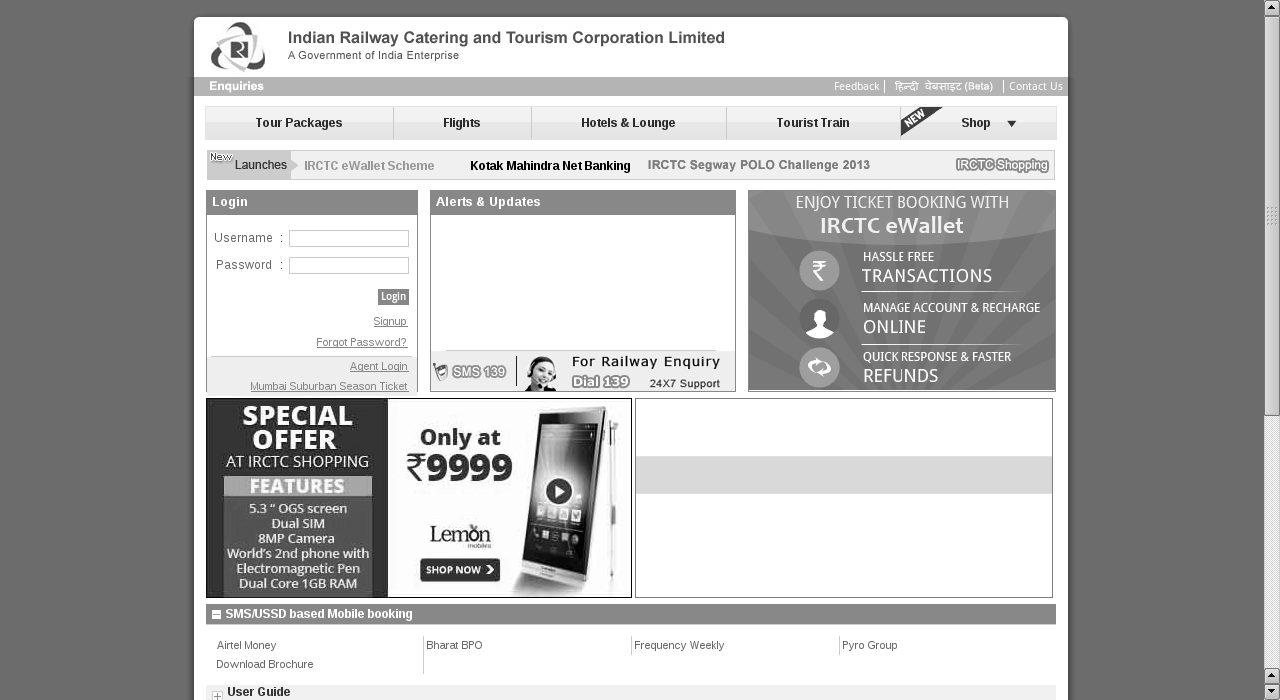 Indian Railway Catering and Tourism Corporation Limited
A Government of India Enterprise
Enquiries
Feedback
हिन्दी वेबसाइट (Beta)
Contact Us
Tour Packages
Flights
Hotels & Lounge
Tourist Train
NEW
Shop
New
Launches
IRCTC eWallet Scheme
Kotak Mahindra Net Banking
IRCTC Segway POLO Challenge 2013
IRCTC Shopping
Login
Username :
Password :
Login
Signup
Forgot Password?
Agent Login
Mumbai Suburban Season Ticket
Alerts & Updates
SMS 139
For Railway Enquiry
Dial 139 24X7 Support
ENJOY TICKET BOOKING WITH
IRCTC eWallet
₹
HASSLE FREE
TRANSACTIONS
MANAGE ACCOUNT & RECHARGE
ONLINE
QUICK RESPONSE & FASTER
REFUNDS
SPECIAL
OFFER
AT IRCTC SHOPPING
FEATURES
5.3 “ OGS screen
Dual SIM
8MP Camera
World’s 2nd phone with
Electromagnetic Pen
Dual Core 1GB RAM
Only at
₹9999
Lemon
mobiles
SHOP NOW
SMS/USSD based Mobile booking
Airtel Money
Bharat BPO
Frequency Weekly
Pyro Group
Download Brochure
User Guide